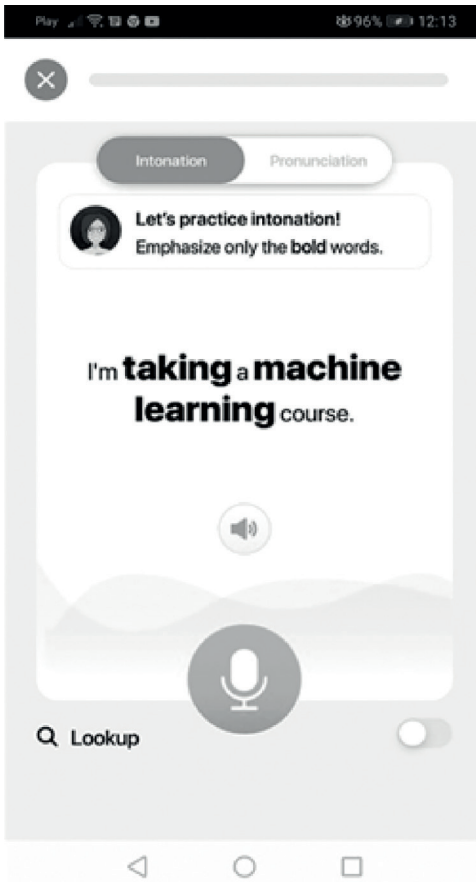 Play 96% 12:13
Intonation Pronunciation
Let's practice intonation!
Emphasize only the bold words.
I'm taking a machine
learning course.
Lookup